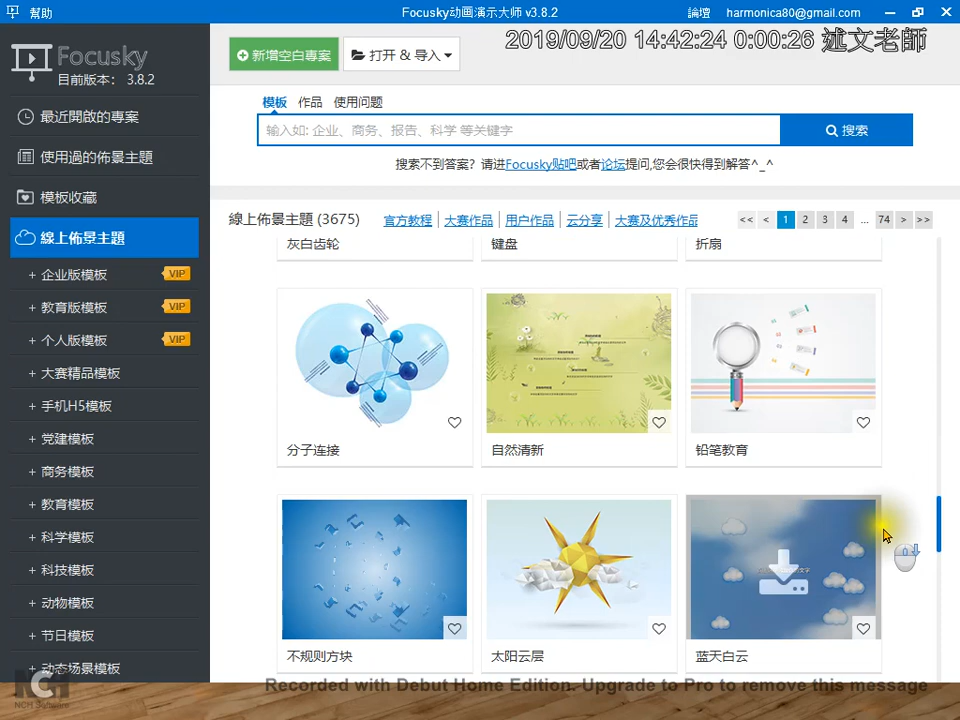 幫助
Focusky动画演示大师 v3.8.2
論壇
harmonica80@gmail.com
2019/09/20 14:42:24 0:00:26 述文老師
Focusky
目前版本： 3.8.2
新增空白專案
打开 & 导入
模板
作品
使用问题
输入如: 企业、商务、报告、科学 等关键字
搜索
搜索不到答案？请进Focusky贴吧或者论坛提问,您会很快得到解答^_^
最近開啟的專案
使用過的佈景主題
模板收藏
線上佈景主題
+ 企业版模板 VIP
+ 教育版模板 VIP
+ 个人版模板 VIP
+ 大赛精品模板
+ 手机H5模板
+ 党建模板
+ 商务模板
+ 教育模板
+ 科学模板
+ 科技模板
+ 动物模板
+ 节日模板
+ 动态场景模板
線上佈景主題 (3675)
官方教程
大赛作品
用户作品
云分享
大赛及优秀作品
<< < 1 2 3 4 ... 74 > >>
灰白齿轮
键盘
折扇
分子连接
自然清新
铅笔教育
不规则方块
太阳云层
蓝天白云
NCH Software
Recorded with Debut Home Edition. Upgrade to Pro to remove this message